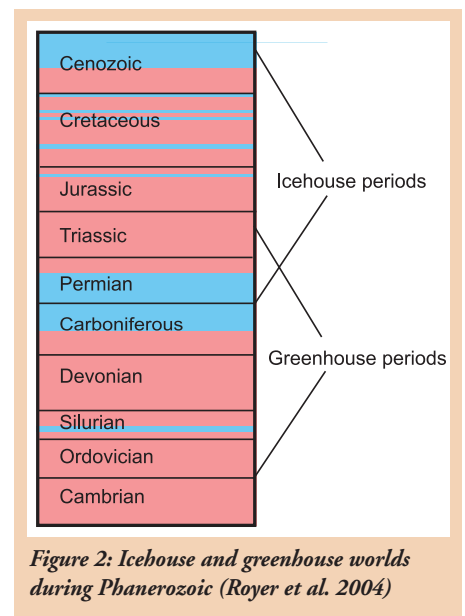 Cenozoic
Cretaceous
Jurassic
Triassic
Permian
Carboniferous
Devonian
Silurian
Ordovician
Cambrian
Icehouse periods
Greenhouse periods
Figure 2: Icehouse and greenhouse worlds
during Phanerozoic (Royer et al. 2004)